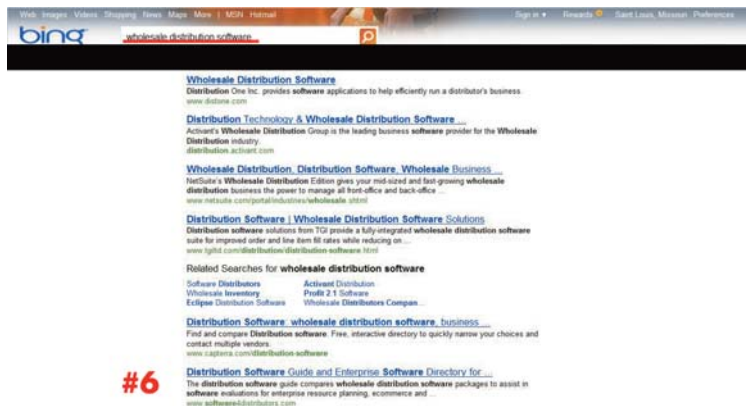 Web Images Videos Shopping News Maps More | MSN Hotmail
Sign in Rewards Saint Louis, Missouri Preferences
bing
wholesale distribution software
Wholesale Distribution Software
Distribution One Inc. provides software applications to help efficiently run a distributor's business.
www.distone.com
Distribution Technology & Wholesale Distribution Software ...
Activant's Wholesale Distribution Group is the leading business software provider for the Wholesale
Distribution industry.
distribution.activant.com
Wholesale Distribution, Distribution Software, Wholesale Business ...
NetSuite's Wholesale Distribution Edition gives your mid-sized and fast-growing wholesale
distribution business the power to manage all front-office and back-office ...
www.netsuite.com/portal/industries/wholesale.shtml
Distribution Software | Wholesale Distribution Software Solutions
Distribution software solutions from TGI provide a fully-integrated wholesale distribution software
suite for improved order and line item fill rates while reducing on ...
www.tgiltd.com/distribution/distribution-software.html
Related Searches for wholesale distribution software
Software Distributors Activant Distribution
Wholesale Inventory Profit 2.1 Software
Eclipse Distribution Software Wholesale Distributors Compan...
Distribution Software: wholesale distribution software, business ...
Find and compare Distribution software. Free, interactive directory to quickly narrow your choices and
contact multiple vendors.
www.capterra.com/distribution-software
#6
Distribution Software Guide and Enterprise Software Directory for ...
The distribution software guide compares wholesale distribution software packages to assist in
software evaluations for enterprise resource planning, ecommerce and ...
www.software4distributors.com